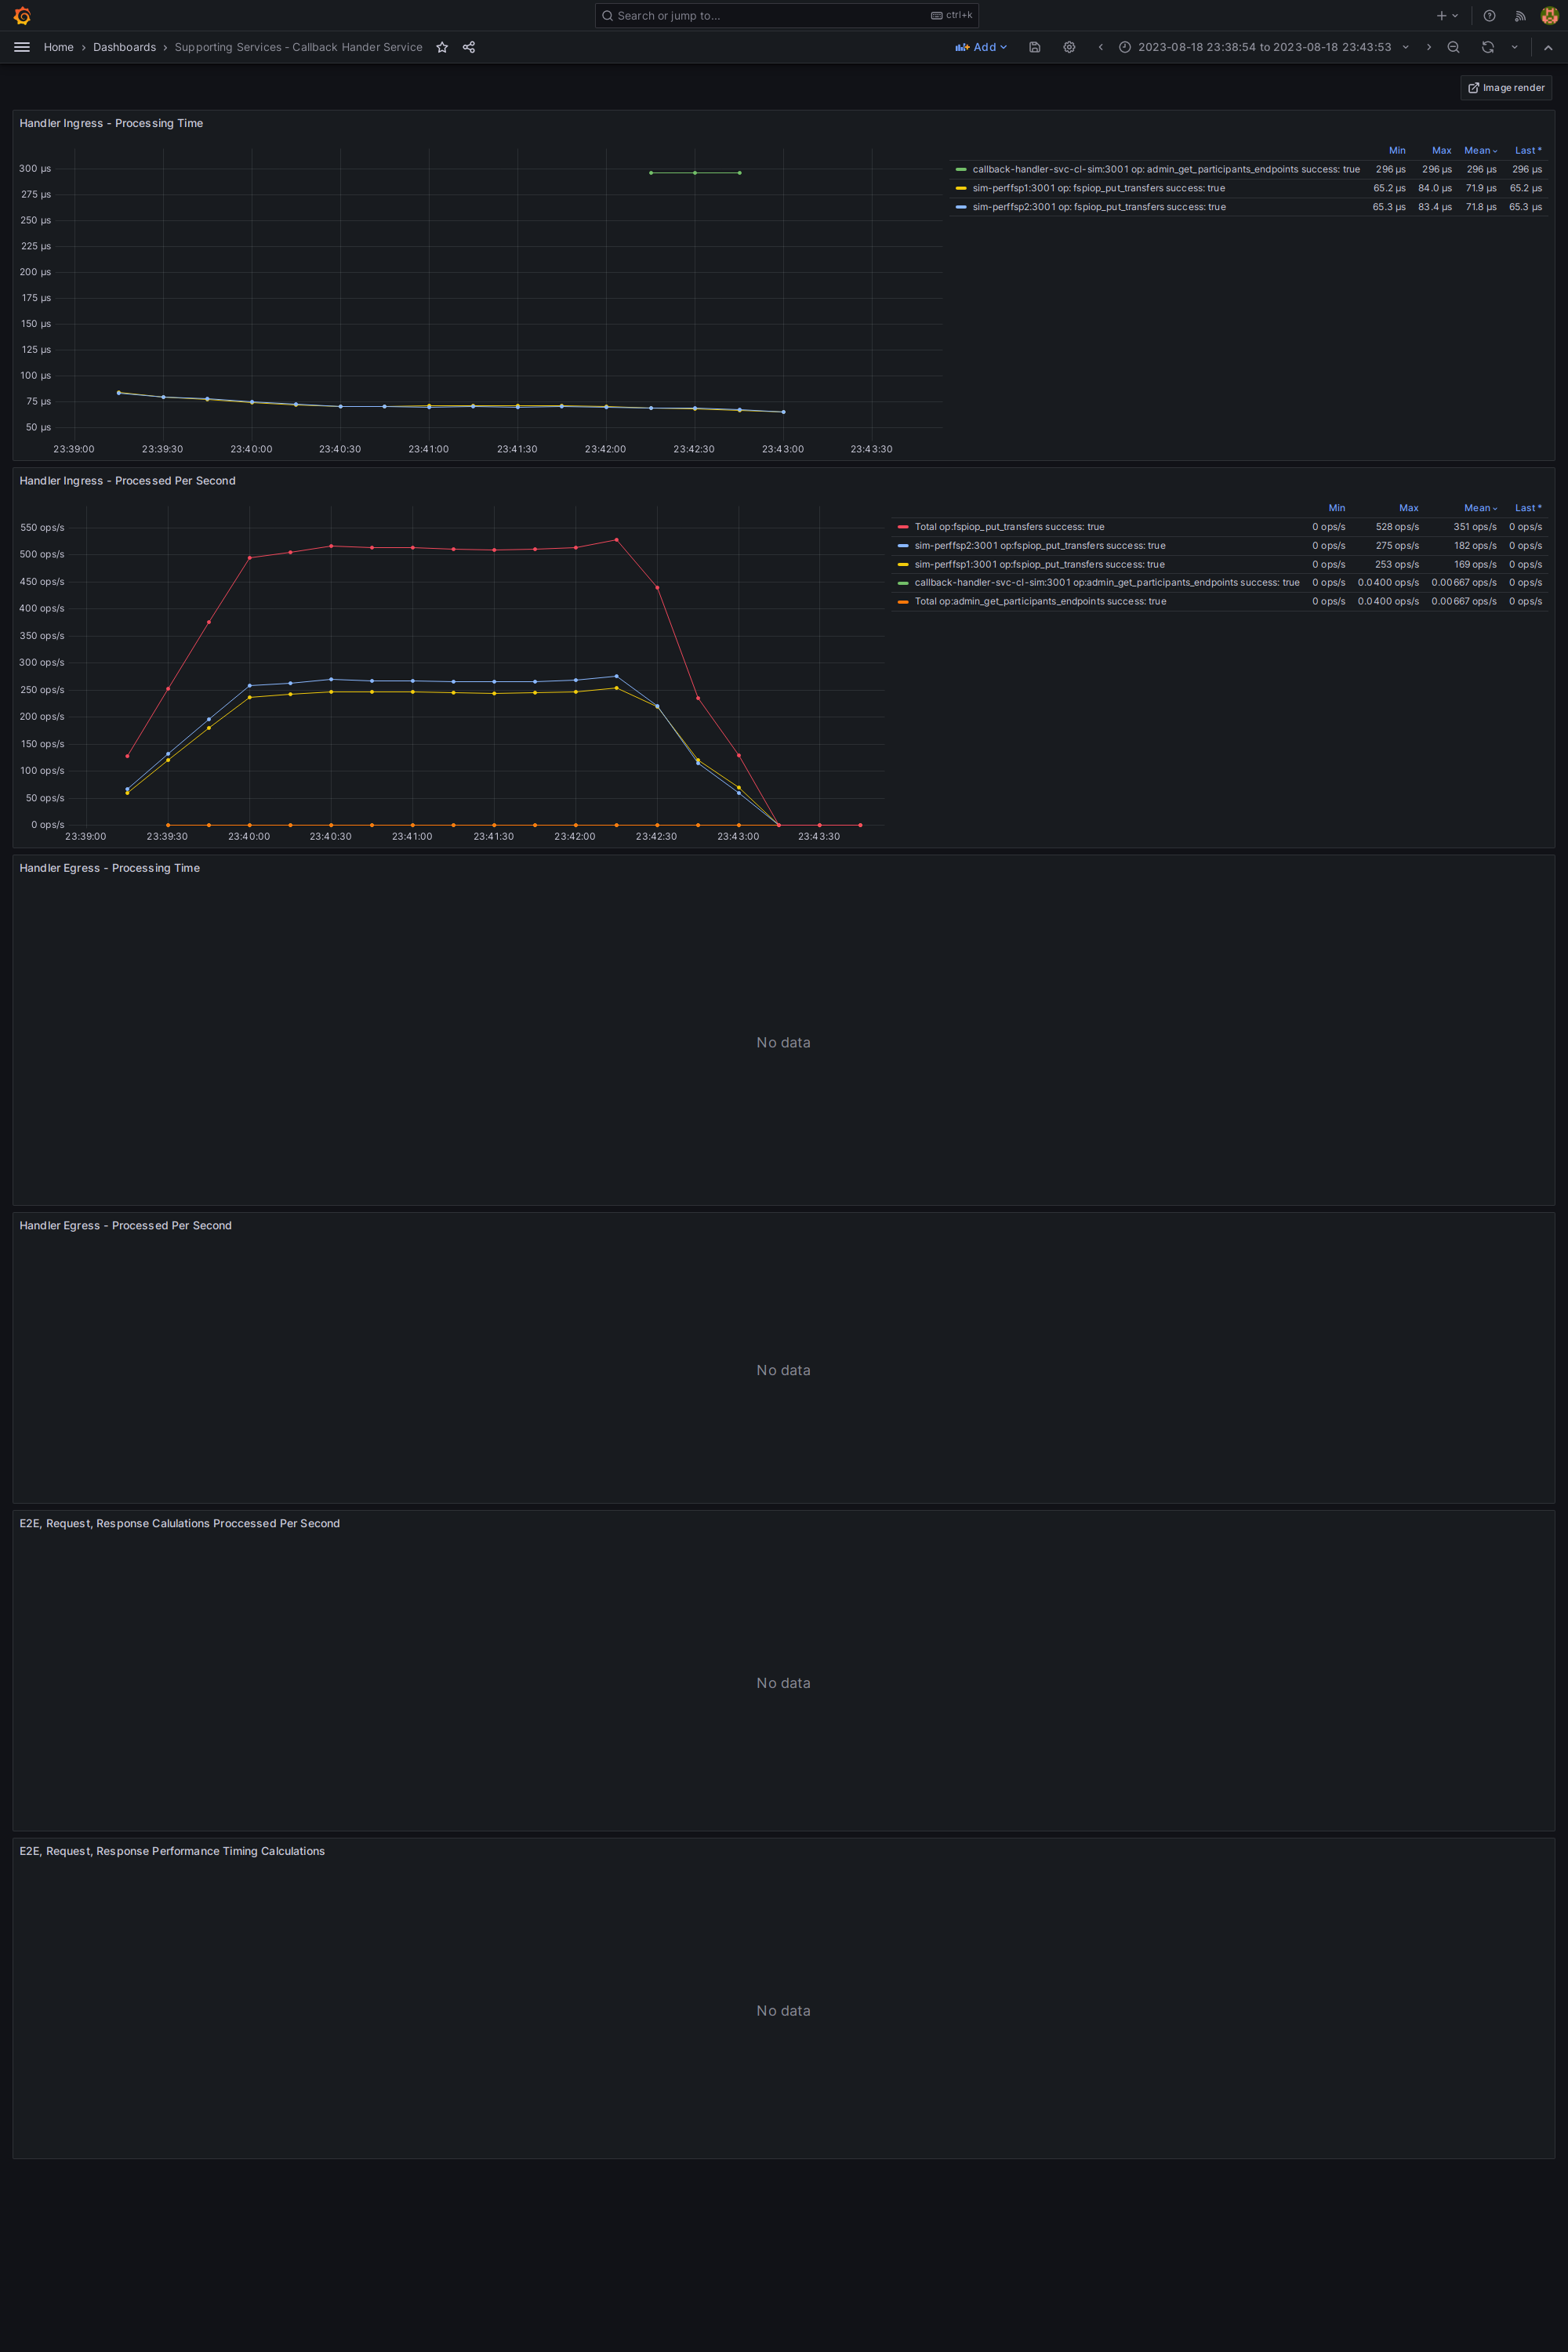 Search or jump to... ctrl+k
Home › Dashboards › Supporting Services - Callback Hander Service Add 2023-08-18 23:38:54 to 2023-08-18 23:43:53
Image render
Handler Ingress - Processing Time
Min Max Mean Last *
callback-handler-svc-cl-sim:3001 op: admin_get_participants_endpoints success: true 296 µs 296 µs 296 µs 296 µs
sim-perffsp1:3001 op: fspiop_put_transfers success: true 65.2 µs 84.0 µs 71.9 µs 65.2 µs
sim-perffsp2:3001 op: fspiop_put_transfers success: true 65.3 µs 83.4 µs 71.8 µs 65.3 µs
300 µs
275 µs
250 µs
225 µs
200 µs
175 µs
150 µs
125 µs
100 µs
75 µs
50 µs
23:39:00 23:39:30 23:40:00 23:40:30 23:41:00 23:41:30 23:42:00 23:42:30 23:43:00 23:43:30
Handler Ingress - Processed Per Second
Min Max Mean Last *
Total op:fspiop_put_transfers success: true 0 ops/s 528 ops/s 351 ops/s 0 ops/s
sim-perffsp2:3001 op:fspiop_put_transfers success: true 0 ops/s 275 ops/s 182 ops/s 0 ops/s
sim-perffsp1:3001 op:fspiop_put_transfers success: true 0 ops/s 253 ops/s 169 ops/s 0 ops/s
callback-handler-svc-cl-sim:3001 op:admin_get_participants_endpoints success: true 0 ops/s 0.0400 ops/s 0.00667 ops/s 0 ops/s
Total op:admin_get_participants_endpoints success: true 0 ops/s 0.0400 ops/s 0.00667 ops/s 0 ops/s
550 ops/s
500 ops/s
450 ops/s
400 ops/s
350 ops/s
300 ops/s
250 ops/s
200 ops/s
150 ops/s
100 ops/s
50 ops/s
0 ops/s
23:39:00 23:39:30 23:40:00 23:40:30 23:41:00 23:41:30 23:42:00 23:42:30 23:43:00 23:43:30
Handler Egress - Processing Time
No data
Handler Egress - Processed Per Second
No data
E2E, Request, Response Calulations Proccessed Per Second
No data
E2E, Request, Response Performance Timing Calculations
No data